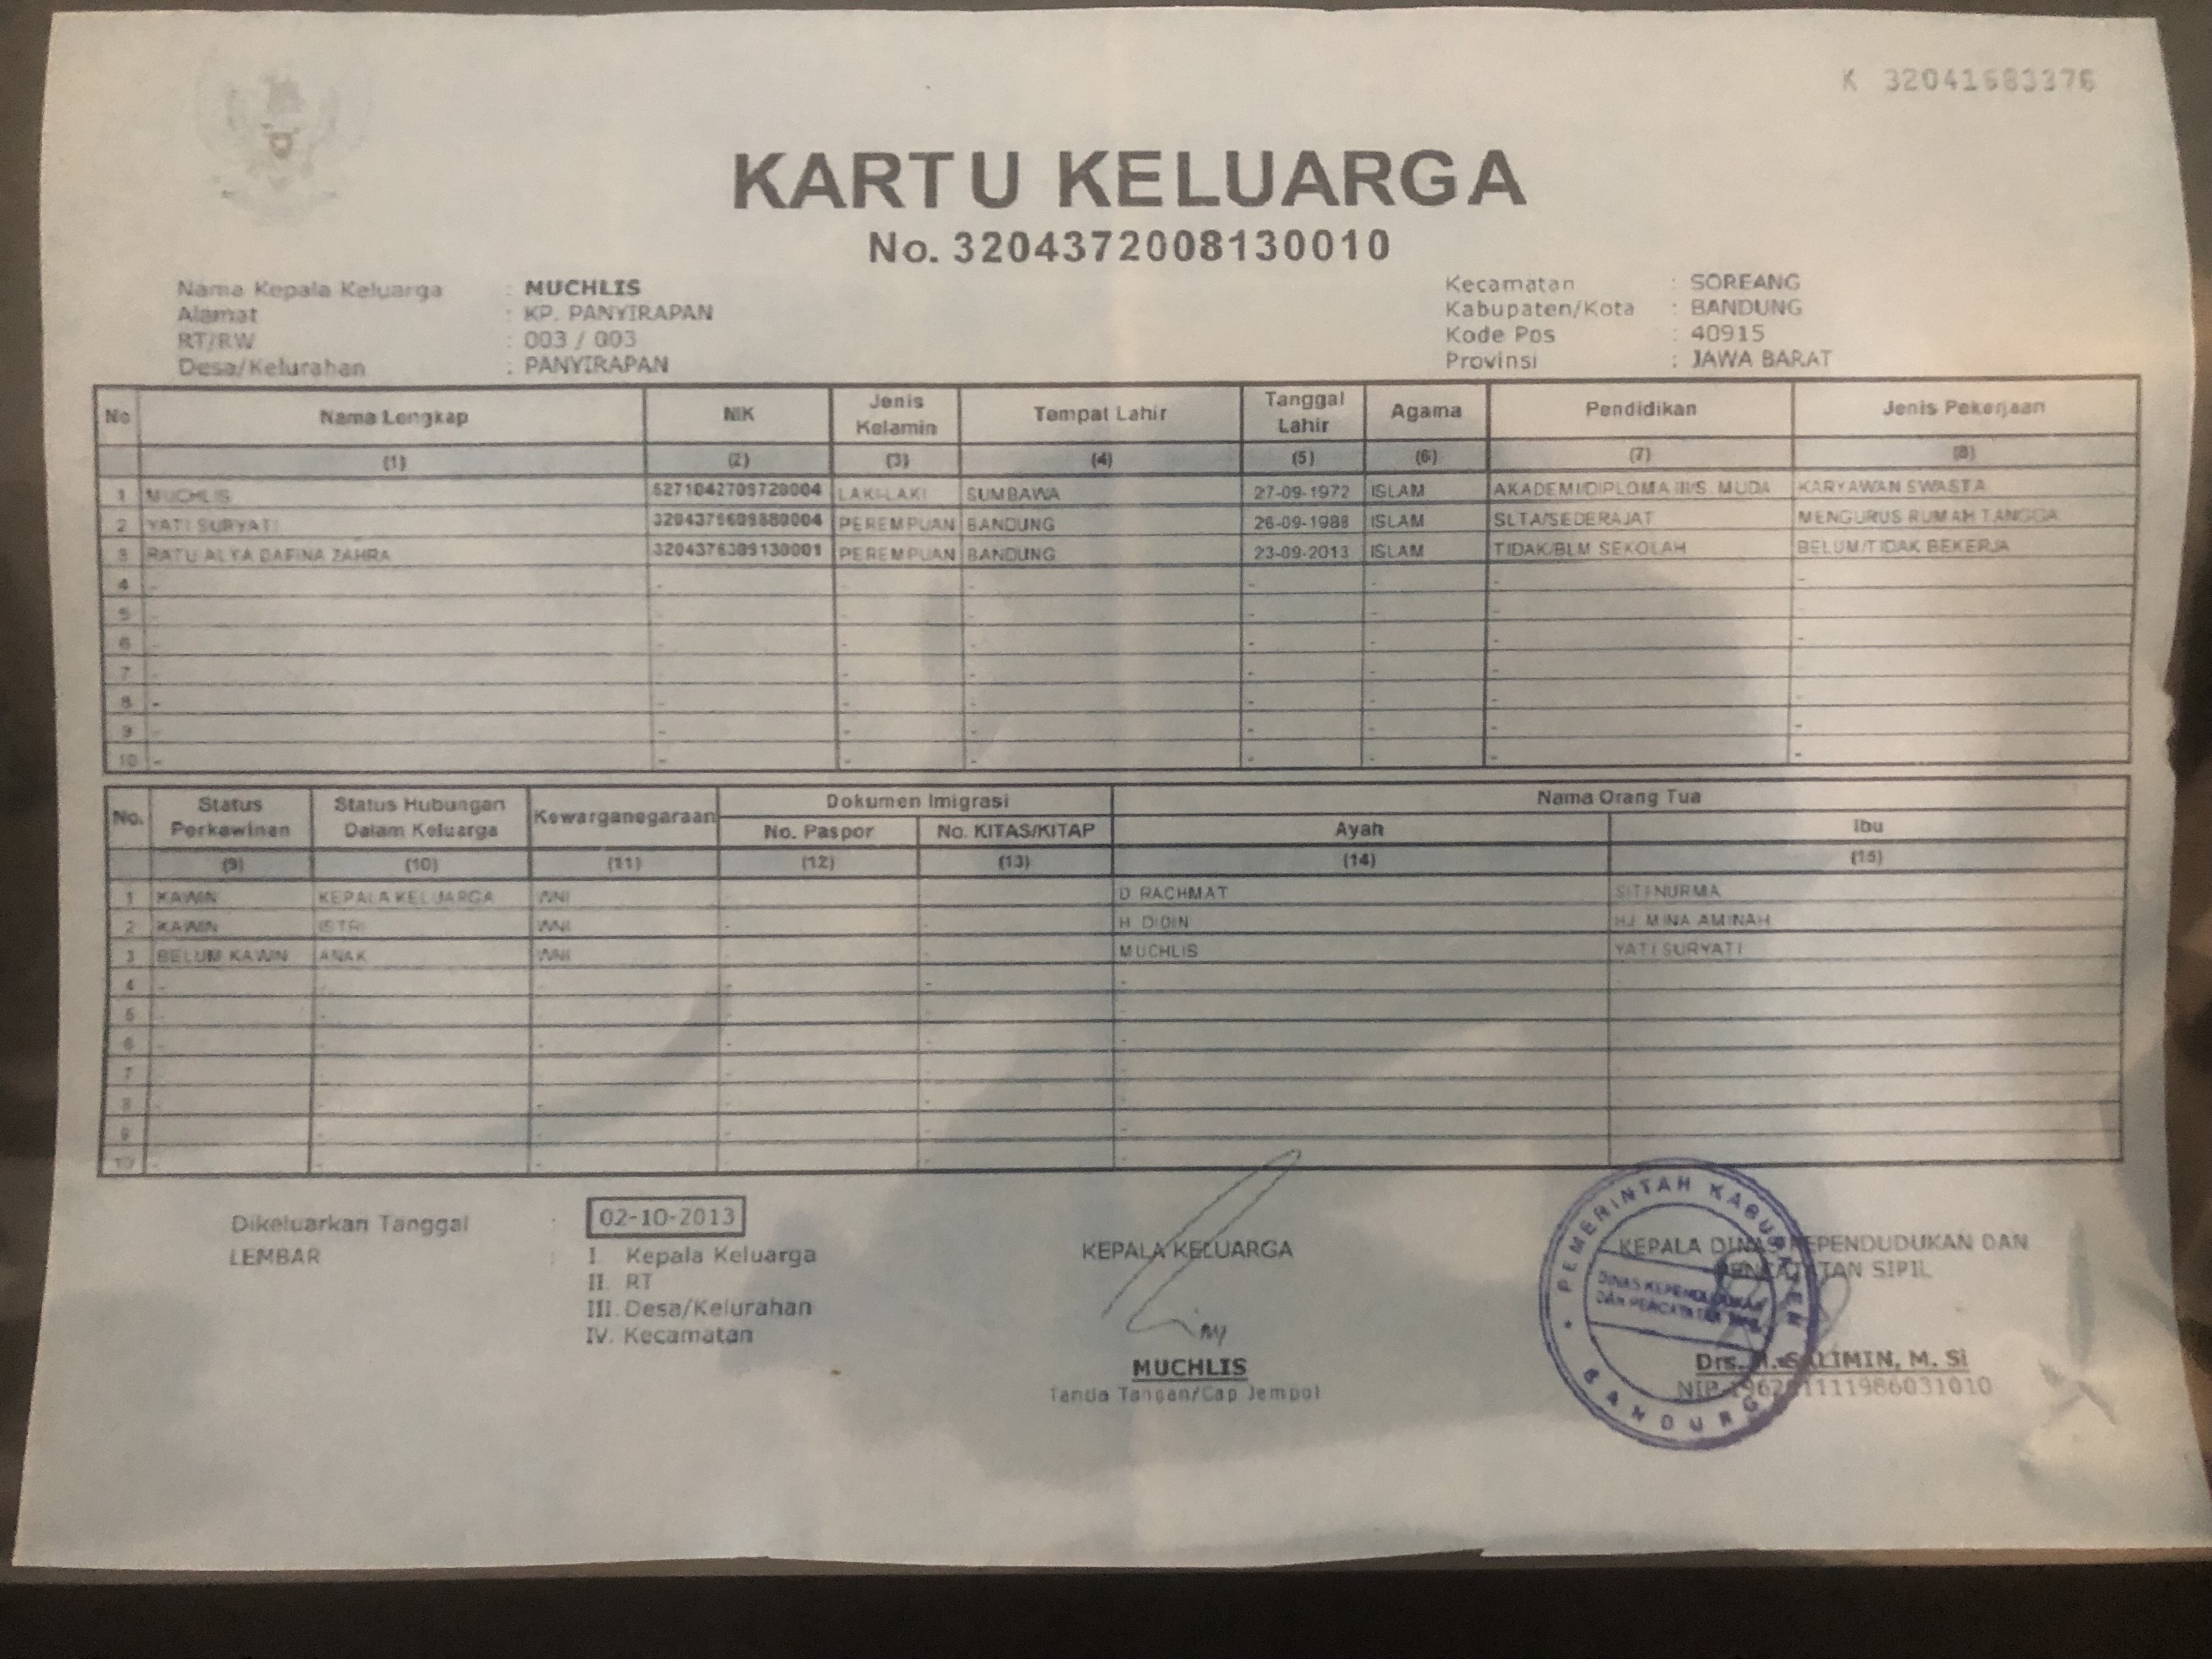 K 32041683376
KARTU KELUARGA
No. 3204372008130010
Nama Kepala Keluarga : MUCHLIS
Alamat : KP. PANYIRAPAN
RT/RW : 003 / 003
Desa/Kelurahan : PANYIRAPAN
Kecamatan : SOREANG
Kabupaten/Kota : BANDUNG
Kode Pos : 40915
Provinsi : JAWA BARAT
No Nama Lengkap NIK Jenis Kelamin Tempat Lahir Tanggal Lahir Agama Pendidikan Jenis Pekerjaan
(1) (2) (3) (4) (5) (6) (7) (8)
1 MUCHLIS 5271042709720004 LAKI-LAKI SUMBAWA 27-09-1972 ISLAM AKADEMI/DIPLOMA III/S. MUDA KARYAWAN SWASTA
2 YATI SURYATI 3204376609880004 PEREMPUAN BANDUNG 26-09-1988 ISLAM SLTA/SEDERAJAT MENGURUS RUMAH TANGGA
3 RATU ALYA DAFINA ZAHRA 3204376309130001 PEREMPUAN BANDUNG 23-09-2013 ISLAM TIDAK/BLM SEKOLAH BELUM/TIDAK BEKERJA
4 - - - - - - - -
5 - - - - - - - -
6 - - - - - - - -
7 - - - - - - - -
8 - - - - - - - -
9 - - - - - - - -
10 - - - - - - - -
No. Status Perkawinan Status Hubungan Dalam Keluarga Kewarganegaraan Dokumen Imigrasi Nama Orang Tua
No. Paspor No. KITAS/KITAP Ayah Ibu
(9) (10) (11) (12) (13) (14) (15)
1 KAWIN KEPALA KELUARGA WNI - - D RACHMAT SITI NURMA
2 KAWIN ISTRI WNI - - H DIDIN HJ MINA AMINAH
3 BELUM KAWIN ANAK WNI - - MUCHLIS YATI SURYATI
4 - - - - - - -
5 - - - - - - -
6 - - - - - - -
7 - - - - - - -
8 - - - - - - -
9 - - - - - - -
10 - - - - - - -
Dikeluarkan Tanggal : 02-10-2013
LEMBAR : I. Kepala Keluarga
II. RT
III. Desa/Kelurahan
IV. Kecamatan
KEPALA KELUARGA
MUCHLIS
Tanda Tangan/Cap Jempol
KEPALA DINAS KEPENDUDUKAN DAN
PENCATATAN SIPIL
Drs. H. SALIMIN, M. Si
NIP
PEMERINTAH KABUPATEN
DINAS KEPENDUDUKAN
DAN PENCATATAN SIPIL
BANDUNG